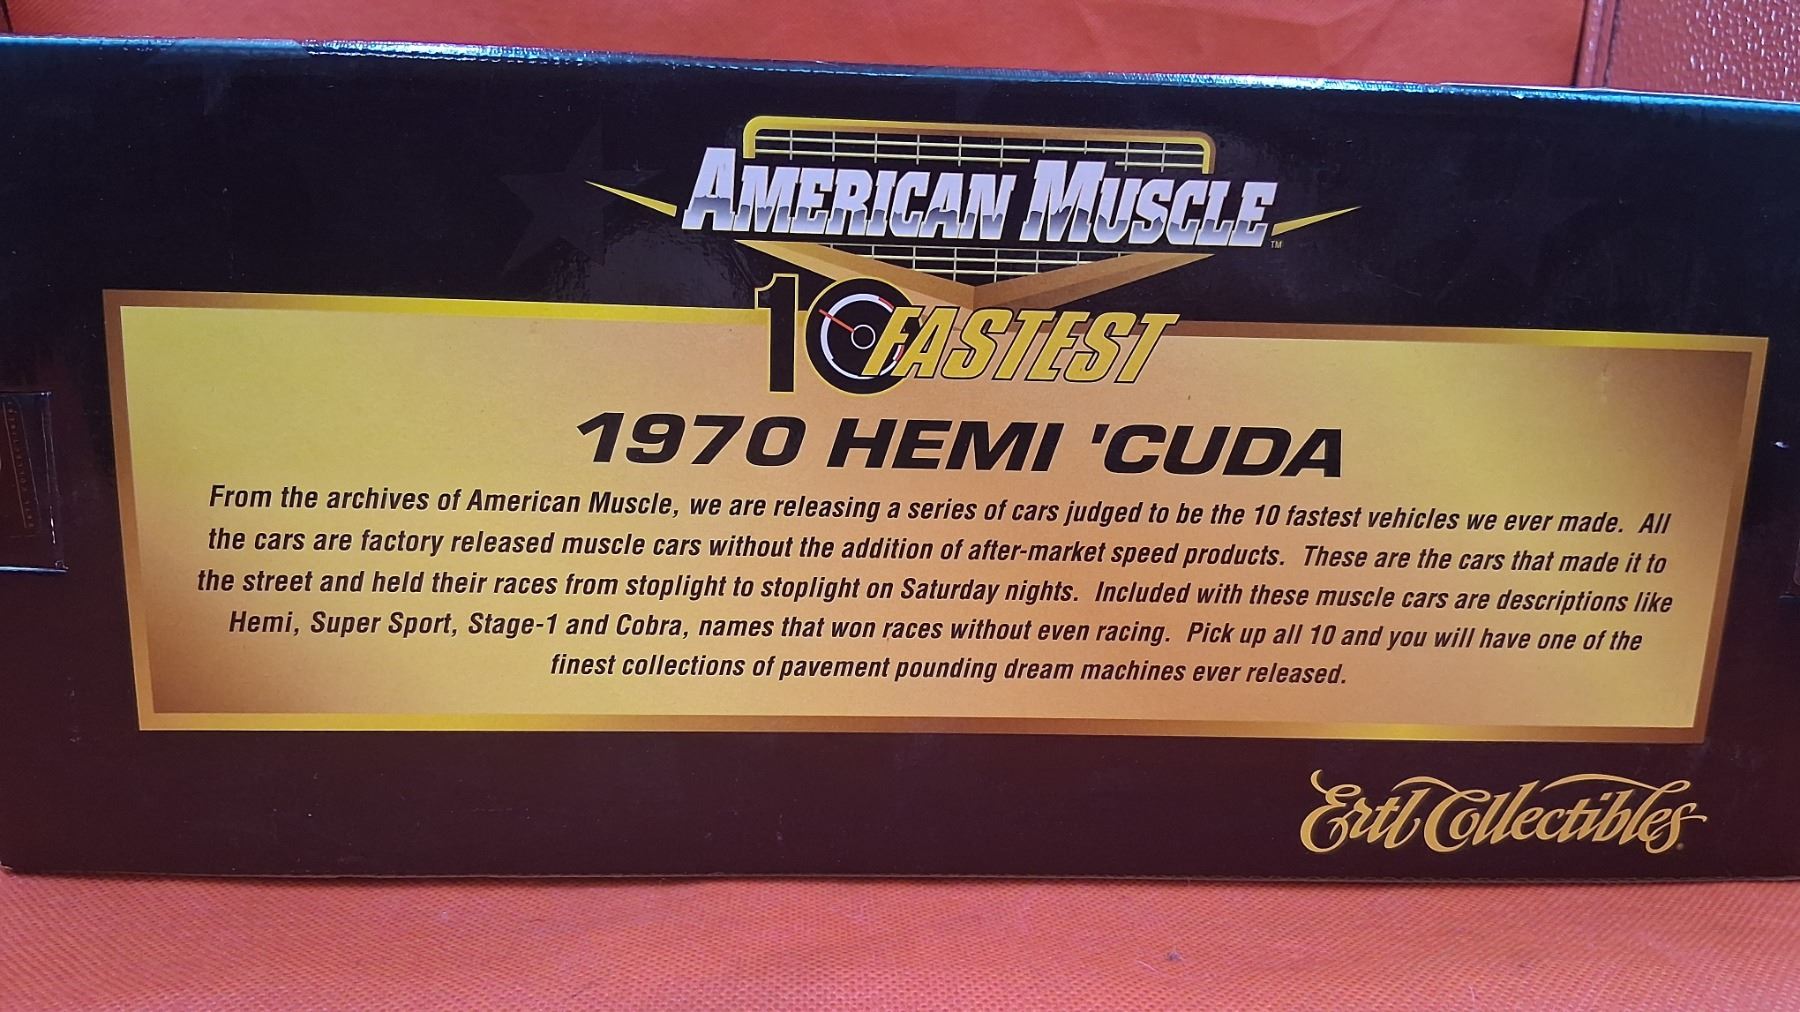 AMERICAN MUSCLE
TM
10 FASTEST
1970 HEMI 'CUDA
From the archives of American Muscle, we are releasing a series of cars judged to be the 10 fastest vehicles we ever made. All
the cars are factory released muscle cars without the addition of after-market speed products. These are the cars that made it to
the street and held their races from stoplight to stoplight on Saturday nights. Included with these muscle cars are descriptions like
Hemi, Super Sport, Stage-1 and Cobra, names that won races without even racing. Pick up all 10 and you will have one of the
finest collections of pavement pounding dream machines ever released.
Ertl Collectibles